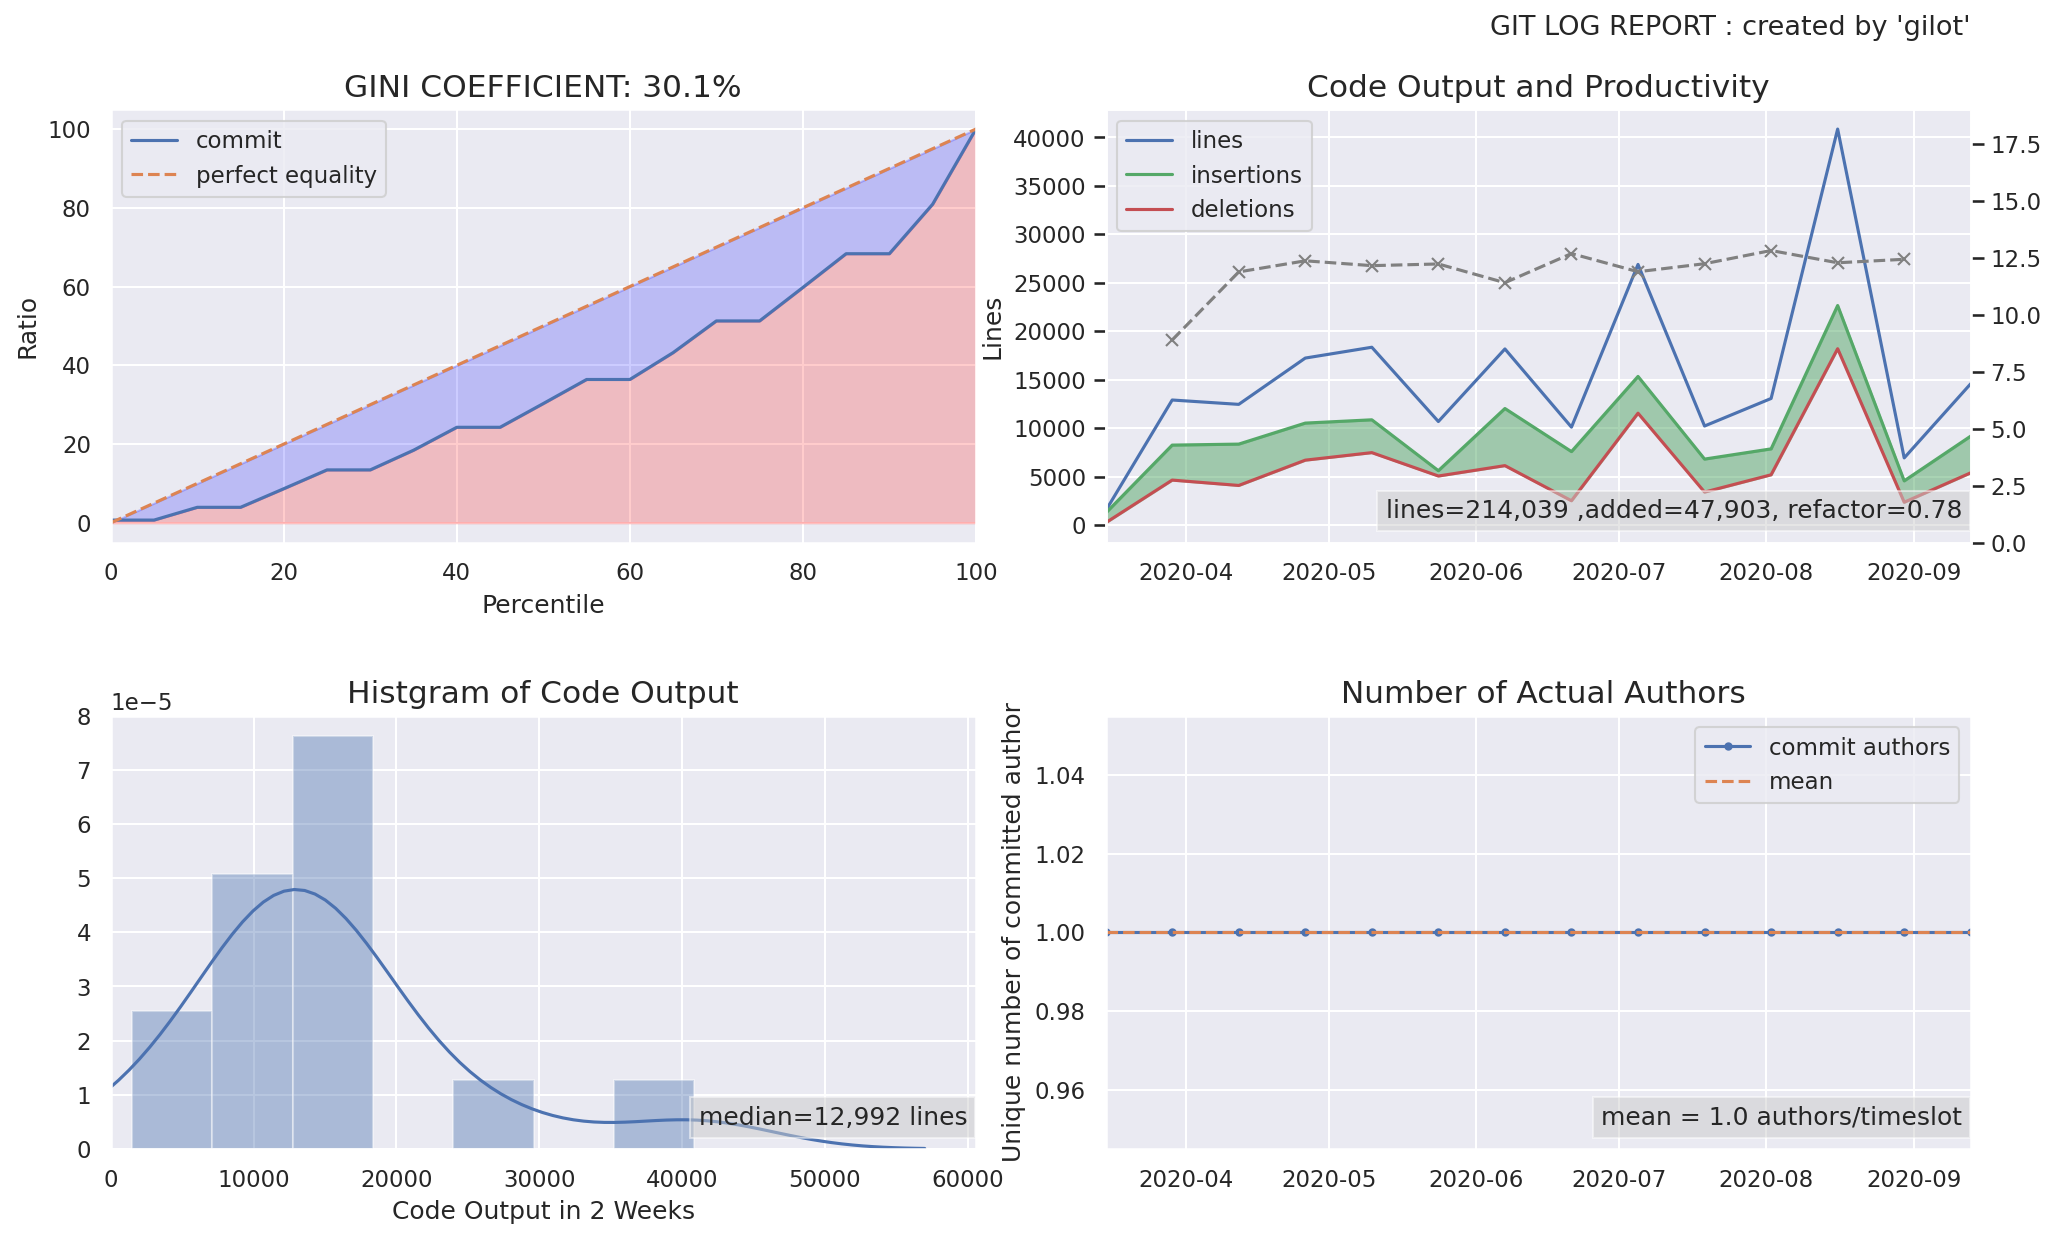 GIT LOG REPORT : created by 'gilot'
GINI COEFFICIENT: 30.1%
100
80
60
40
20
0
Ratio
commit
perfect equality
0 20 40 60 80 100
Percentile
Code Output and Productivity
40000
35000
30000
25000
20000
15000
10000
5000
0
Lines
lines
insertions
deletions
17.5
15.0
12.5
10.0
7.5
5.0
2.5
0.0
lines=214,039 ,added=47,903, refactor=0.78
2020-04 2020-05 2020-06 2020-07 2020-08 2020-09
Histgram of Code Output
1e−5
8
7
6
5
4
3
2
1
0
median=12,992 lines
0 10000 20000 30000 40000 50000 60000
Code Output in 2 Weeks
Number of Actual Authors
Unique number of committed author
1.04
1.02
1.00
0.98
0.96
commit authors
mean
mean = 1.0 authors/timeslot
2020-04 2020-05 2020-06 2020-07 2020-08 2020-09